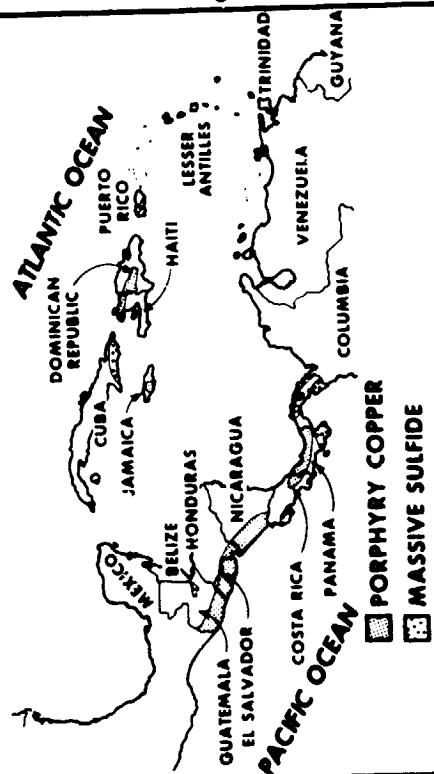 ATLANTIC OCEAN
MEXICO
CUBA
JAMAICA
DOMINICAN
REPUBLIC
HAITI
PUERTO
RICO
LESSER
ANTILLES
TRINIDAD
GUYANA
VENEZUELA
COLUMBIA
BELIZE
HONDURAS
NICARAGUA
GUATEMALA
EL SALVADOR
COSTA RICA
PANAMA
PACIFIC OCEAN
PORPHYRY COPPER
MASSIVE SULFIDE